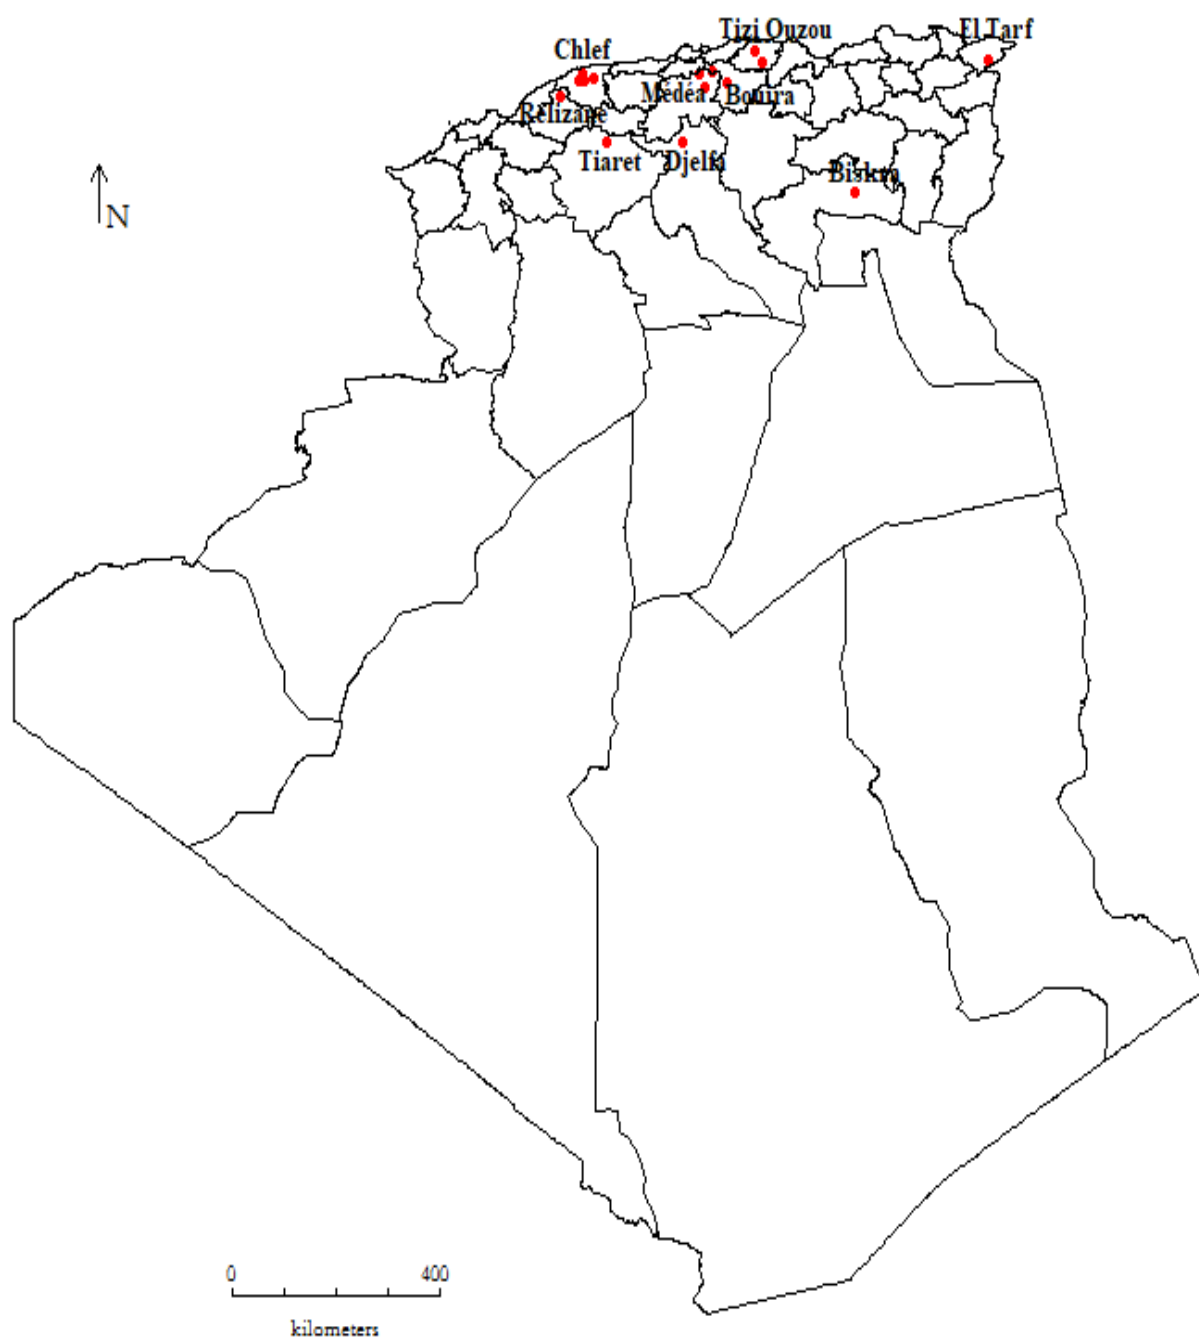 Tizi Ouzou
El Tarf
Chlef
Médéa
Bouira
Relizane
Tiaret
Djelfa
Biskra
N
0 400
kilometers